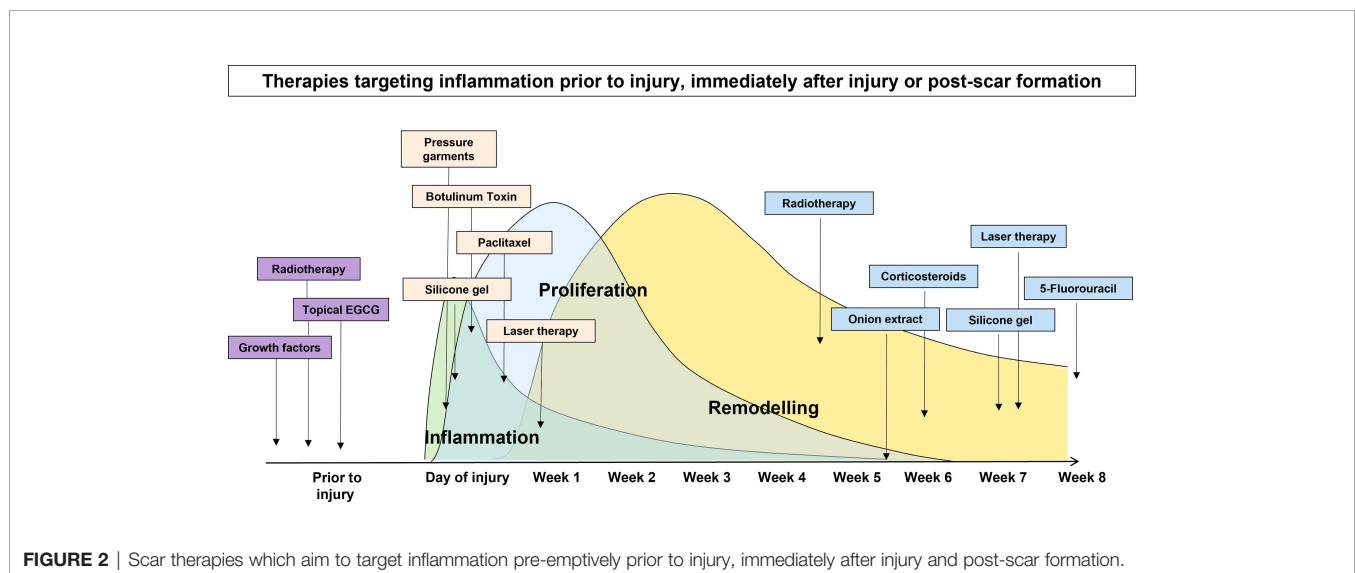 Therapies targeting inflammation prior to injury, immediately after injury or post-scar formation
Pressure
garments
Botulinum Toxin
Paclitaxel
Silicone gel
Laser therapy
Radiotherapy
Topical EGCG
Growth factors
Radiotherapy
Laser therapy
Corticosteroids
5-Fluorouracil
Onion extract
Silicone gel
Proliferation
Remodelling
Inflammation
Prior to
injury
Day of injury
Week 1
Week 2
Week 3
Week 4
Week 5
Week 6
Week 7
Week 8
FIGURE 2 | Scar therapies which aim to target inflammation pre-emptively prior to injury, immediately after injury and post-scar formation.